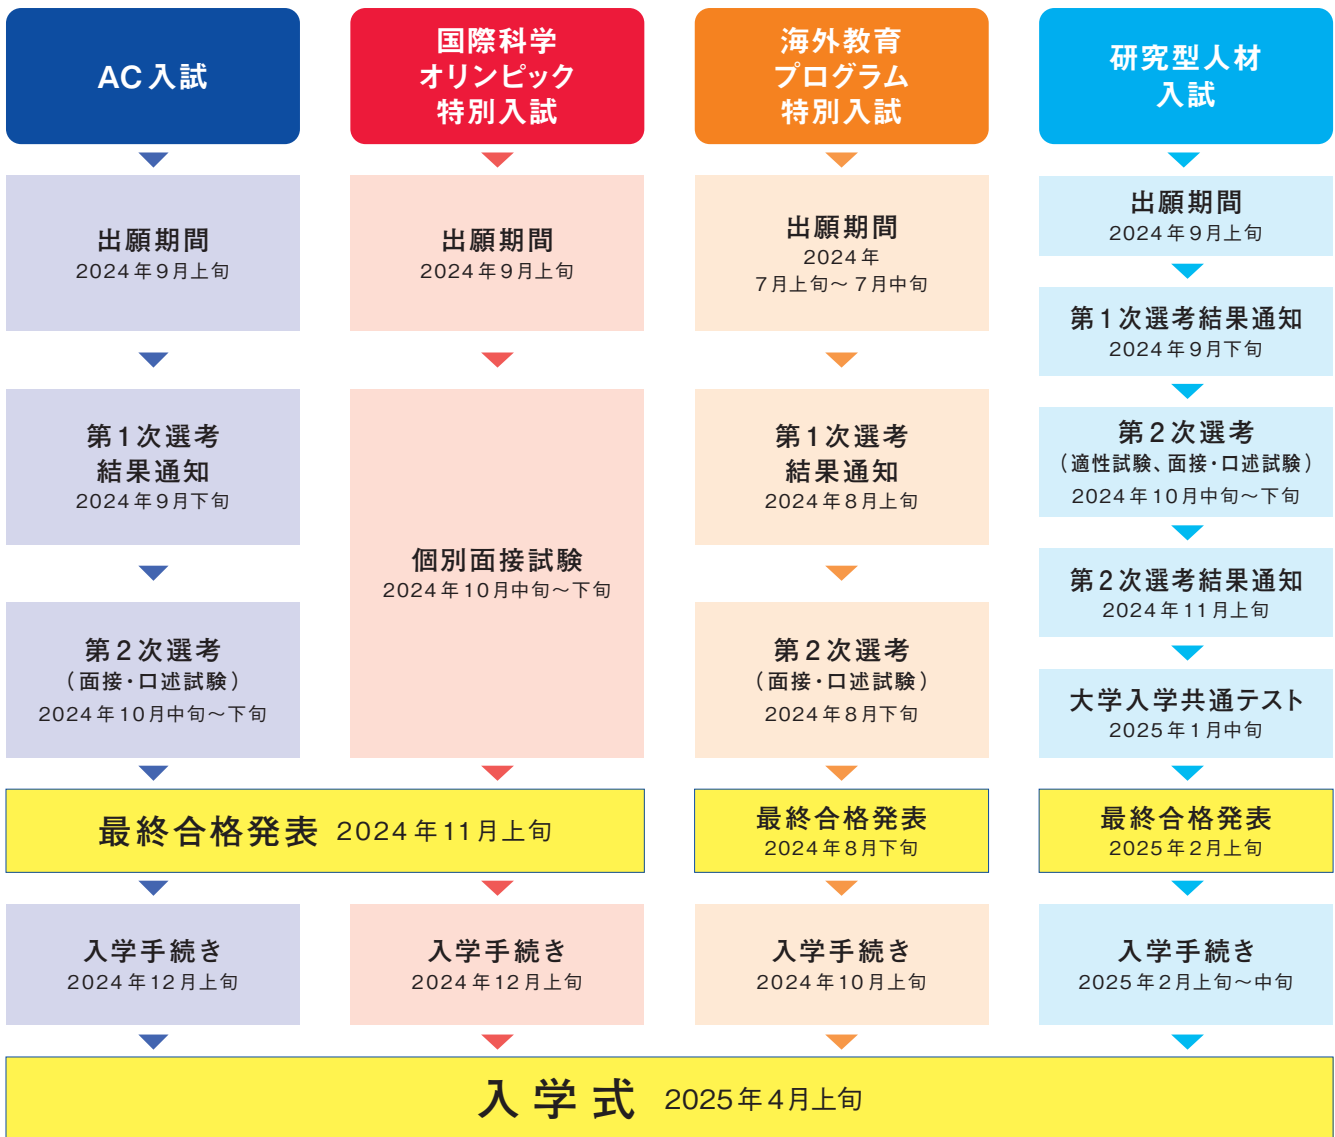 AC入試
出願期間
2024年9月上旬
第1次選考
結果通知
2024年9月下旬
第2次選考
(面接・口述試験)
2024年10月中旬~下旬
国際科学
オリンピック
特別入試
出願期間
2024年9月上旬
個別面接試験
2024年10月中旬~下旬
最終合格発表 2024年11月上旬
入学手続き
2024年12月上旬
入学手続き
2024年12月上旬
海外教育
プログラム
特別入試
出願期間
2024年
7月上旬~7月中旬
第1次選考
結果通知
2024年8月上旬
第2次選考
(面接・口述試験)
2024年8月下旬
最終合格発表
2024年8月下旬
入学手続き
2024年10月上旬
研究型人材
入試
出願期間
2024年9月上旬
第1次選考結果通知
2024年9月下旬
第2次選考
(適性試験、面接・口述試験)
2024年10月中旬~下旬
第2次選考結果通知
2024年11月上旬
大学入学共通テスト
2025年1月中旬
最終合格発表
2025年2月上旬
入学手続き
2025年2月上旬~中旬
入学式 2025年4月上旬